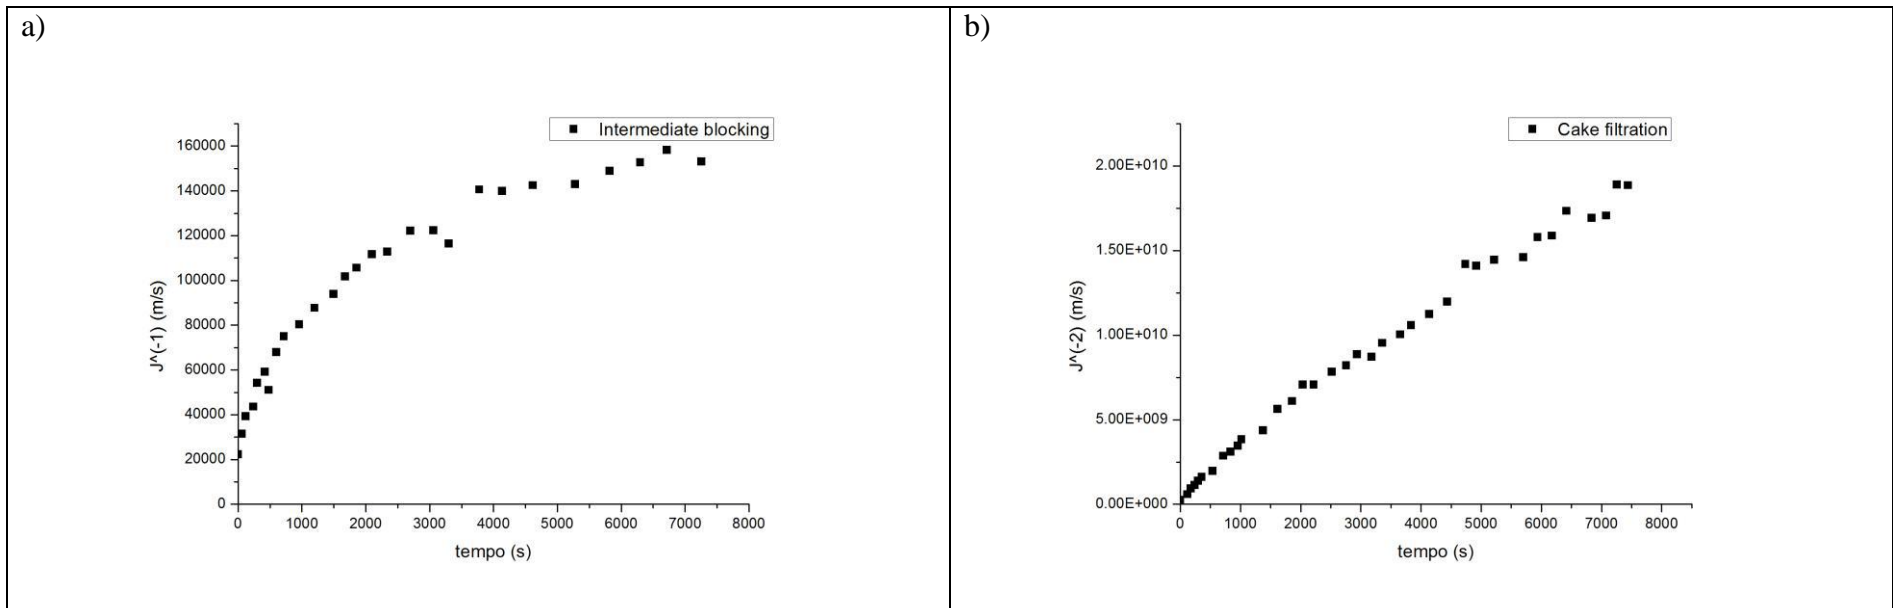 a)
Intermediate blocking
160000
140000
120000
100000
80000
60000
40000
20000
0
J^(-1) (m/s)
0 1000 2000 3000 4000 5000 6000 7000 8000
tempo (s)
b)
Cake filtration
2.00E+010
1.50E+010
1.00E+010
5.00E+009
0.00E+000
J^(-2) (m/s)
0 1000 2000 3000 4000 5000 6000 7000 8000
tempo (s)